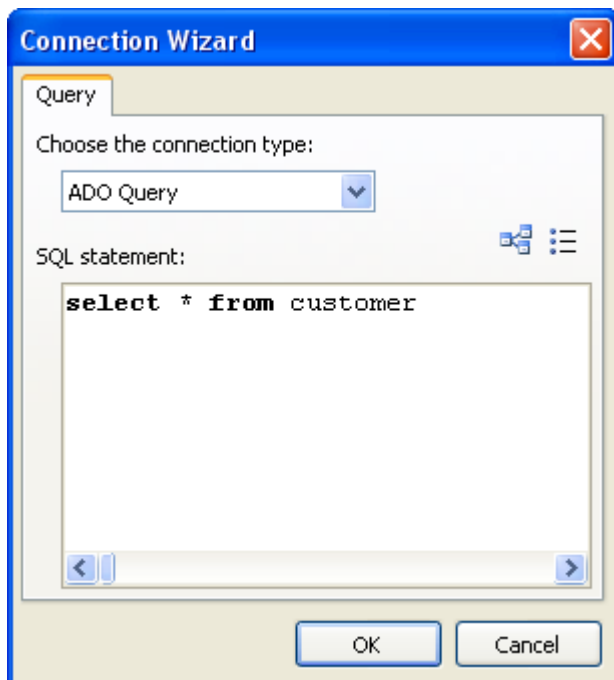 Connection Wizard
Query
Choose the connection type:
ADO Query
SQL statement:
select * from customer
OK Cancel